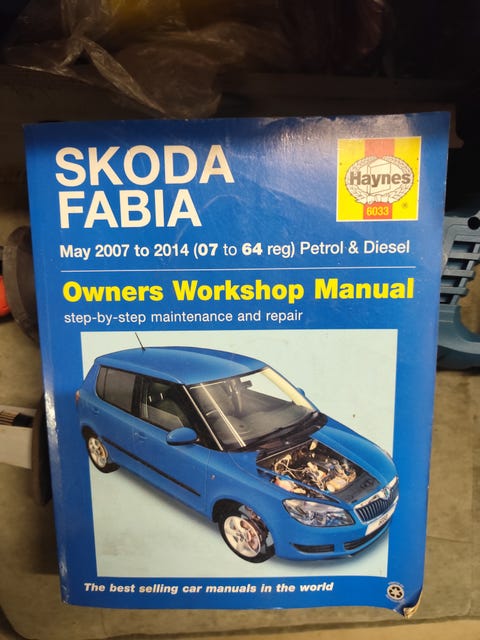 SKODA
FABIA
Haynes
6033
®
May 2007 to 2014 (07 to 64 reg) Petrol & Diesel
Owners Workshop Manual
step-by-step maintenance and repair
The best selling car manuals in the world